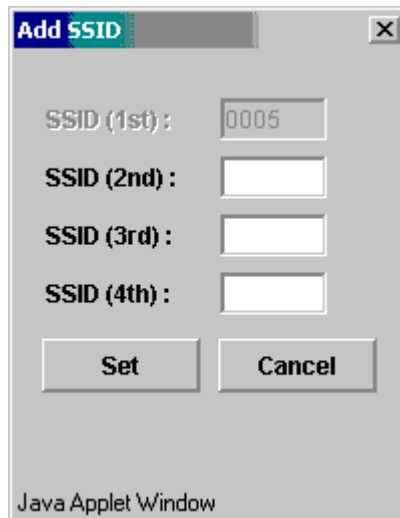 Add SSID
SSID (1st) : 0005
SSID (2nd) :
SSID (3rd) :
SSID (4th) :
Set Cancel
Java Applet Window